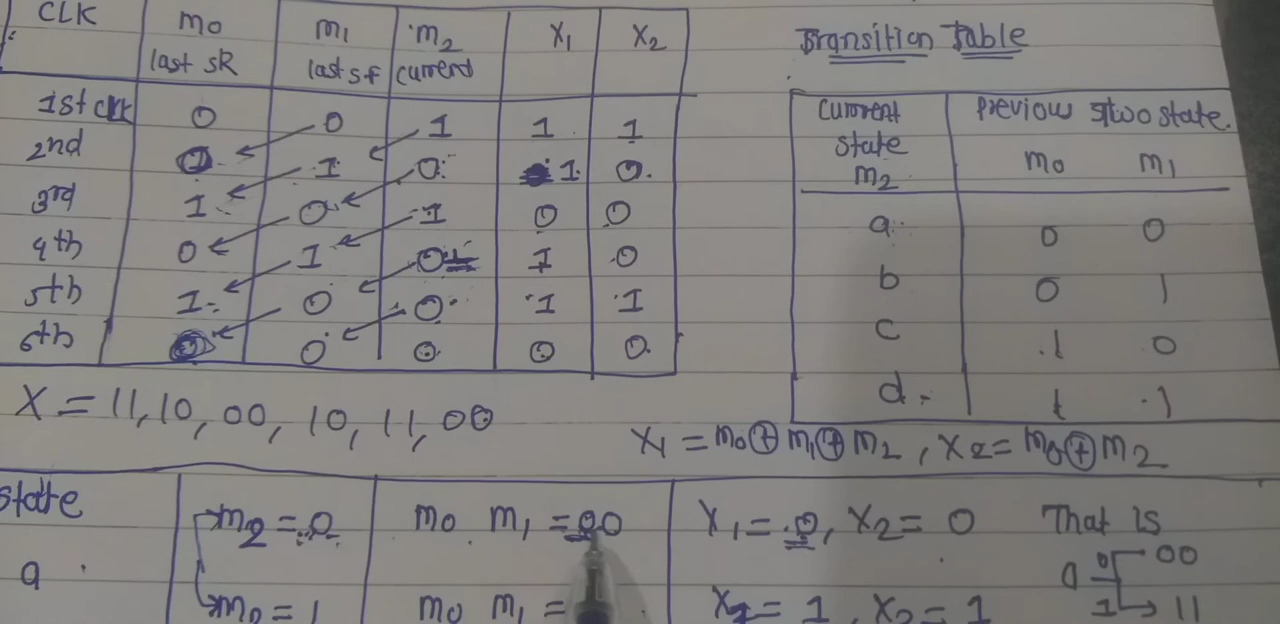 CLK m0 m1 m2 X1 X2
last SR last sf current
1st clk 0 0 1 1 1
2nd 1 0 1 0
3rd 1 0 1 0 0
4th 0 1 0 1 0
5th 1 0 0 1 1
6th 0 0 0 0 0
X = 11, 10, 00, 10, 11, 00
Transition Table
Current state m2 Previous two state
m0 m1
a 0 0
b 0 1
c 1 0
d 1 1
X1 = m0 ⊕ m1 ⊕ m2, X2 = m0 ⊕ m2
state m2 = 0 m0 m1 = 00 X1 = 0, X2 = 0 That is
a 0 00
a 1 11
m2 = 1 m0 m1 = X1 = 1, X2 = 1